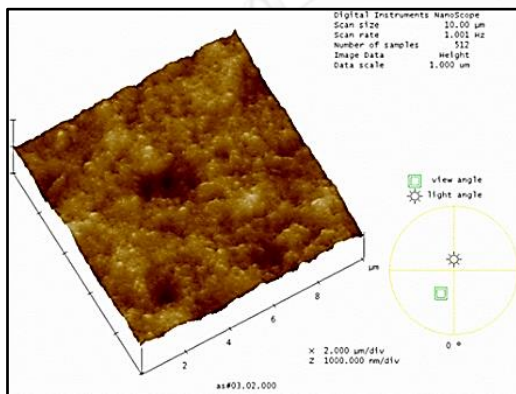 Digital Instruments NanoScope
Scan size 10.00 µm
Scan rate 1.001 Hz
Number of samples 512
Image Data Height
Data scale 1.000 um
view angle
light angle
µm
8
6
4
2
0 °
X 2.000 µm/div
Z 1000.000 nm/div
as#03.02.000